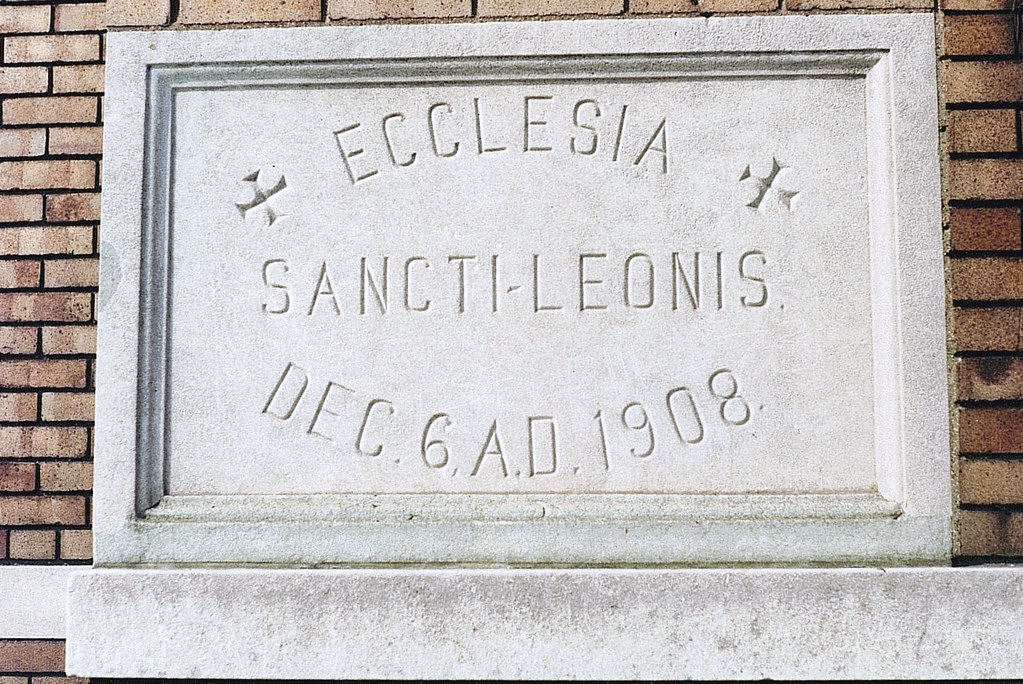 ECCLESIA
SANCTI-LEONIS.
DEC. 6. A.D. 1908.